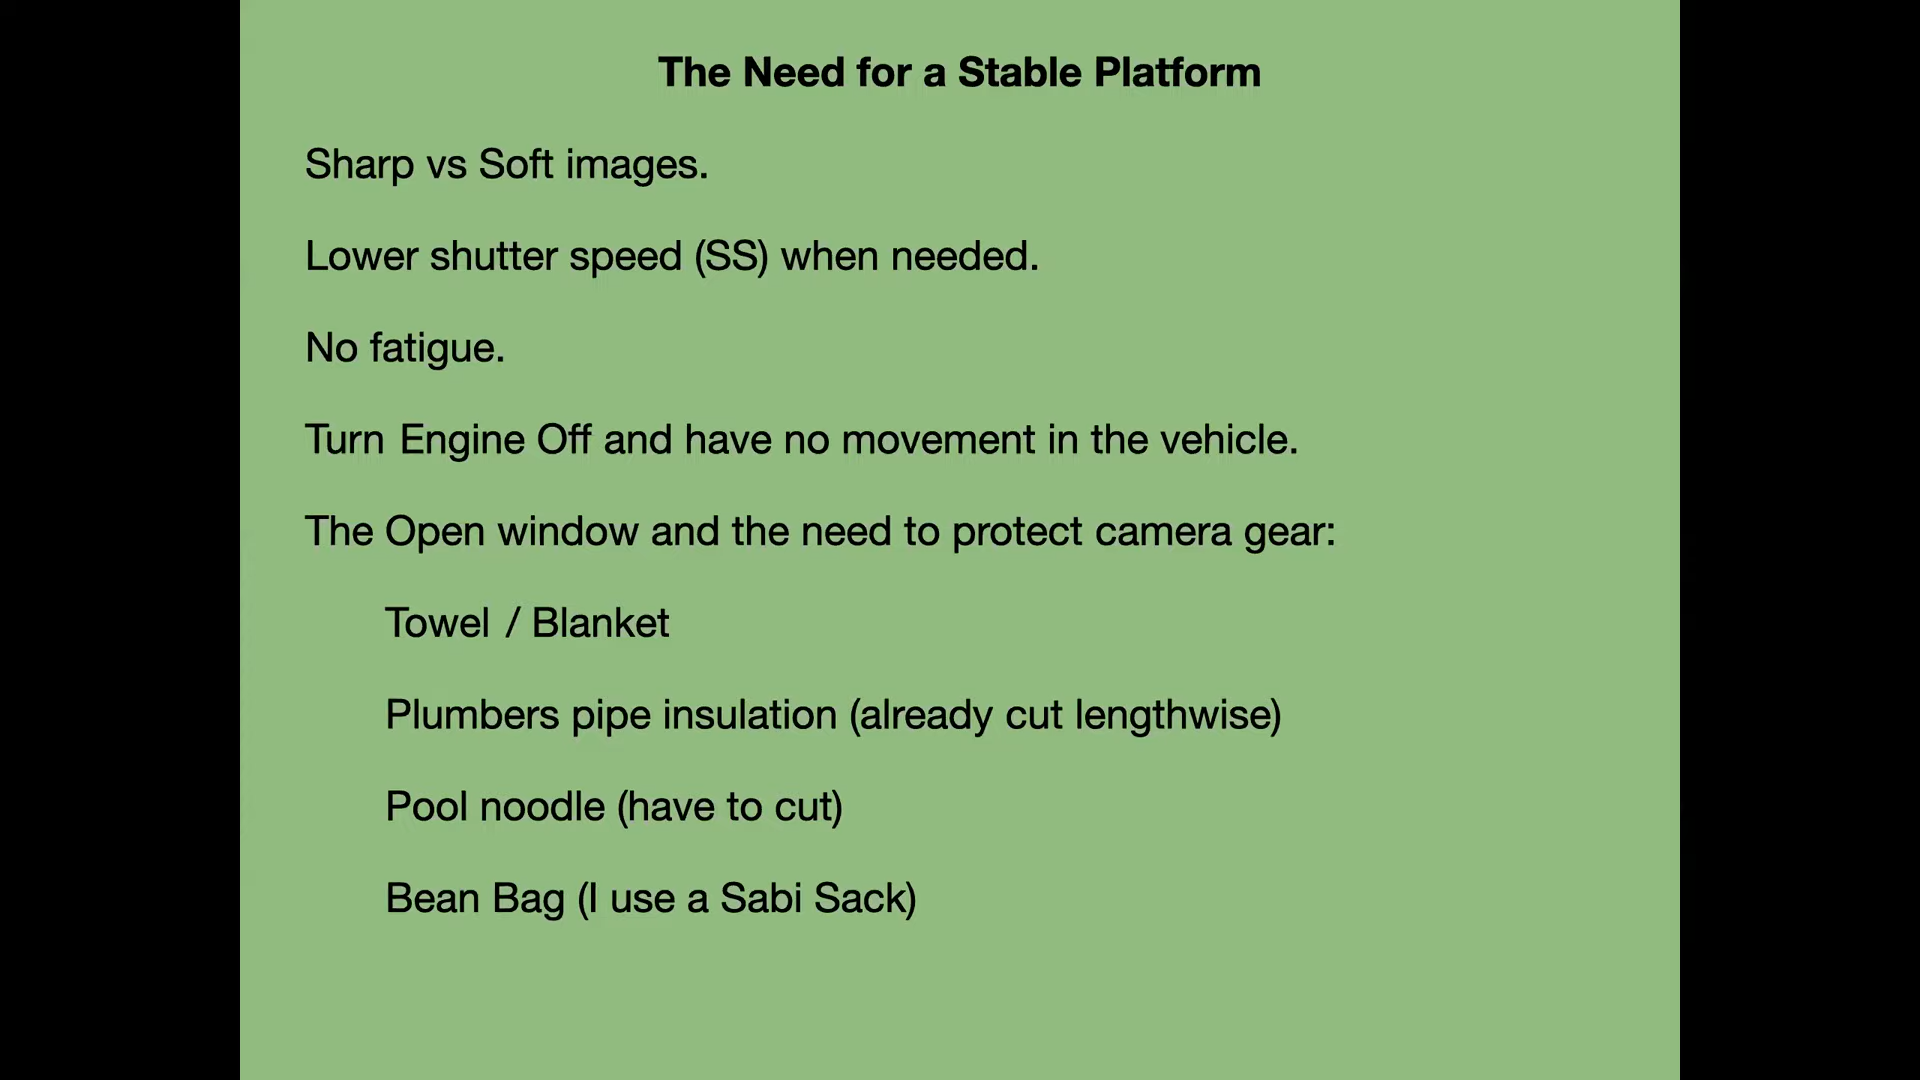 The Need for a Stable Platform
Sharp vs Soft images.
Lower shutter speed (SS) when needed.
No fatigue.
Turn Engine Off and have no movement in the vehicle.
The Open window and the need to protect camera gear:
Towel / Blanket
Plumbers pipe insulation (already cut lengthwise)
Pool noodle (have to cut)
Bean Bag (I use a Sabi Sack)